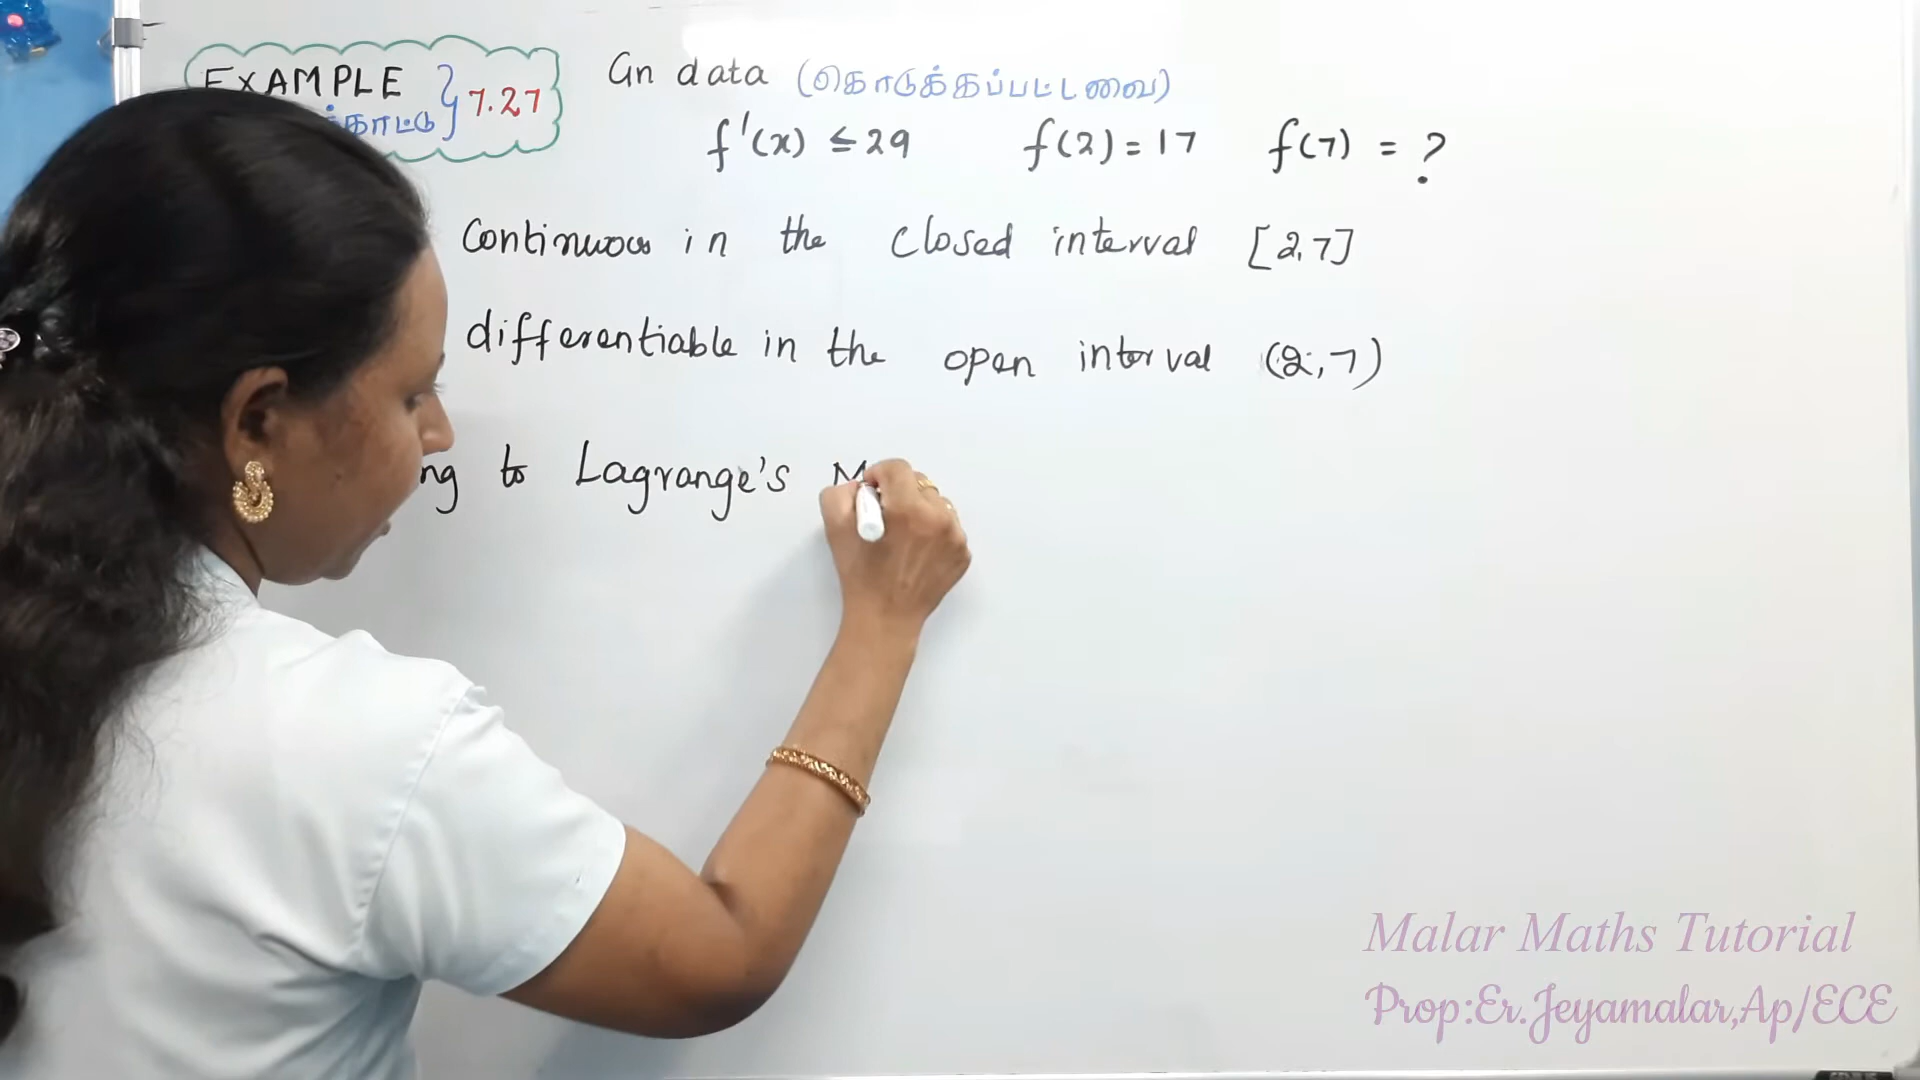 EXAMPLE } 7.27
Gn data (கொடுக்கப்பட்டவை)
f'(x) ≤ 29 f(2) = 17 f(7) = ?
Continuous in the closed interval [2,7]
differentiable in the open interval (2,7)
to Lagrange's
Malar Maths Tutorial
Prop:Er.Jeyamalar,Ap/ECE